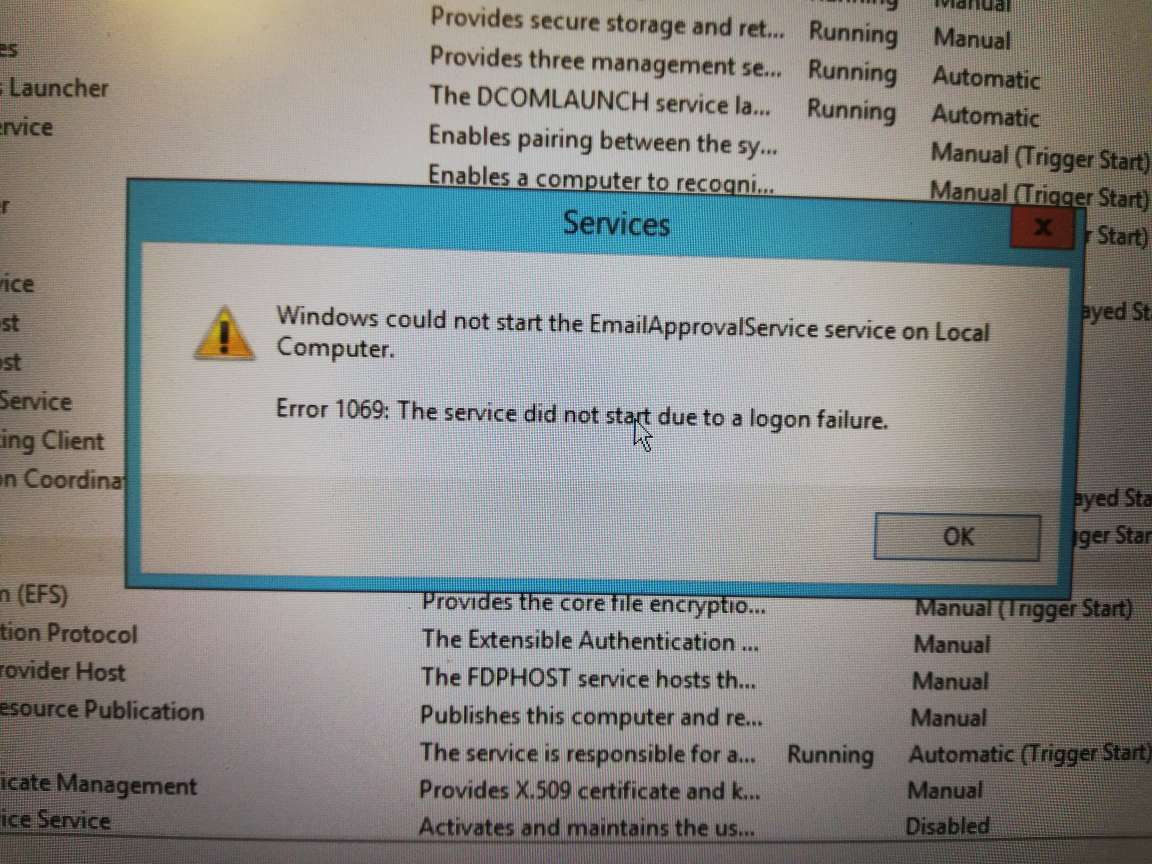 Manual
Provides secure storage and ret... Running Manual
es Provides three management se... Running Automatic
Launcher The DCOMLAUNCH service la... Running Automatic
ervice Enables pairing between the sy... Manual (Trigger Start)
Enables a computer to recogni... Manual (Trigger Start)
r Start)
Services
x
vice
ayed St
Windows could not start the EmailApprovalService service on Local
Computer.
st
ost
Service
Error 1069: The service did not start due to a logon failure.
ing Client
on Coordina
ayed Sta
OK
gger Star
n (EFS) Provides the core file encryptio... Manual (Trigger Start)
tion Protocol The Extensible Authentication ... Manual
rovider Host The FDPHOST service hosts th... Manual
esource Publication Publishes this computer and re... Manual
The service is responsible for a... Running Automatic (Trigger Start)
icate Management Provides X.509 certificate and k... Manual
ice Service Activates and maintains the us... Disabled